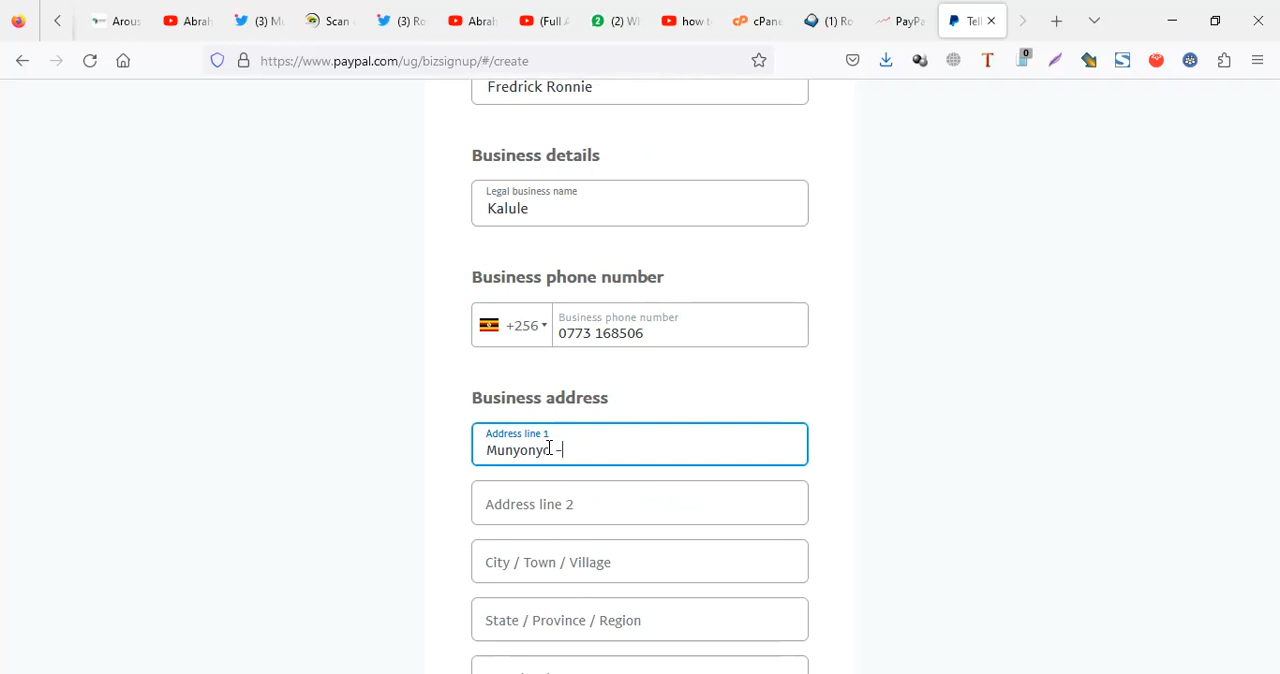 Arous
Abrah
(3) Mu
Scan
(3) Ro
Abrah
(Full A
(2) Wh
how t
cPane
(1) Ro
PayPa
Tel
https://www.paypal.com/ug/bizsignup/#/create
0
T
Fredrick Ronnie
Business details
Legal business name
Kalule
Business phone number
+256
Business phone number
0773 168506
Business address
Address line 1
Munyonyo -
Address line 2
City / Town / Village
State / Province / Region